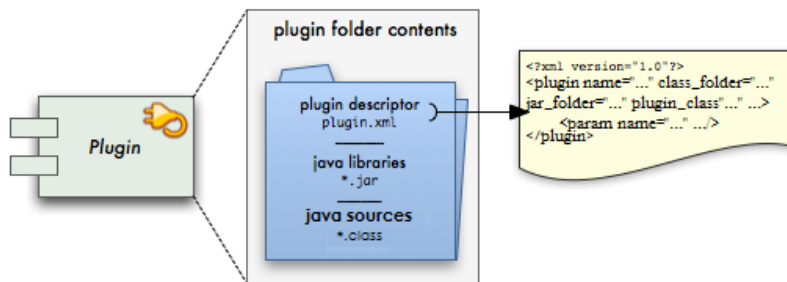 Plugin
plugin folder contents
plugin descriptor
plugin.xml
java libraries
*.jar
java sources
*.class
<?xml version="1.0"?>
<plugin name="..." class_folder="..."
jar_folder="..." plugin_class"..." ...>
<param name="..." .../>
</plugin>